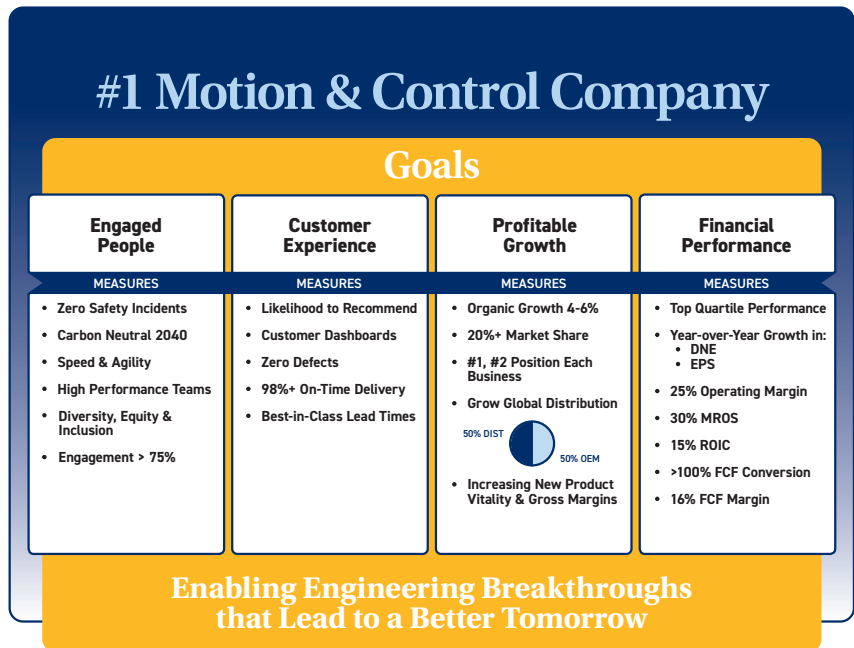 #1 Motion & Control Company
Goals
Engaged
People
MEASURES
• Zero Safety Incidents
• Carbon Neutral 2040
• Speed & Agility
• High Performance Teams
• Diversity, Equity &
Inclusion
• Engagement > 75%
Customer
Experience
MEASURES
• Likelihood to Recommend
• Customer Dashboards
• Zero Defects
• 98%+ On-Time Delivery
• Best-in-Class Lead Times
Profitable
Growth
MEASURES
• Organic Growth 4-6%
• 20%+ Market Share
• #1, #2 Position Each
Business
• Grow Global Distribution
50% DIST
50% OEM
• Increasing New Product
Vitality & Gross Margins
Financial
Performance
MEASURES
• Top Quartile Performance
• Year-over-Year Growth in:
• DNE
• EPS
• 25% Operating Margin
• 30% MROS
• 15% ROIC
• >100% FCF Conversion
• 16% FCF Margin
Enabling Engineering Breakthroughs
that Lead to a Better Tomorrow